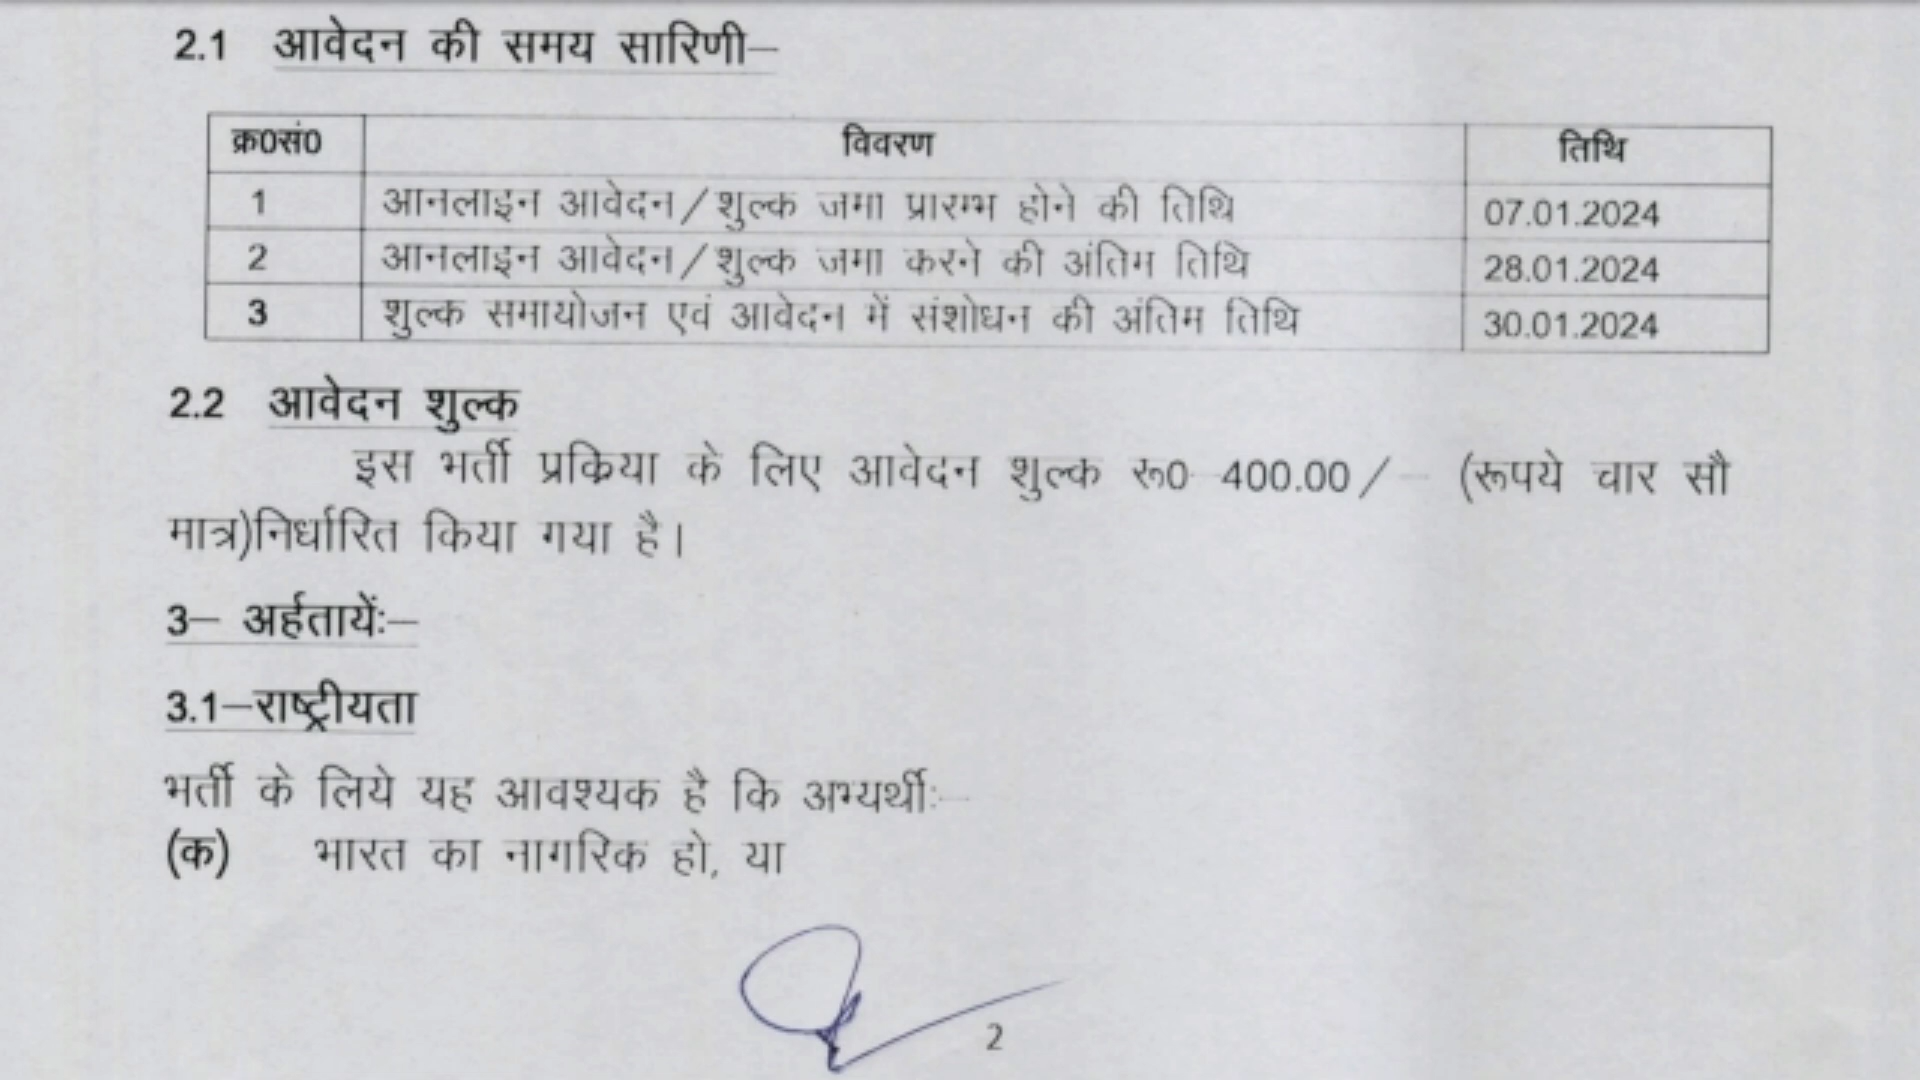 2.1 आवेदन की समय सारिणी–
क्र0सं0 विवरण तिथि
1 आनलाइन आवेदन/शुल्क जमा प्रारम्भ होने की तिथि 07.01.2024
2 आनलाइन आवेदन/शुल्क जमा करने की अंतिम तिथि 28.01.2024
3 शुल्क समायोजन एवं आवेदन में संशोधन की अंतिम तिथि 30.01.2024
2.2 आवेदन शुल्क
इस भर्ती प्रक्रिया के लिए आवेदन शुल्क रू0 400.00/– (रूपये चार सौ
मात्र)निर्धारित किया गया है।
3– अर्हतायेंः–
3.1–राष्ट्रीयता
भर्ती के लिये यह आवश्यक है कि अभ्यर्थीः–
(क) भारत का नागरिक हो, या
2